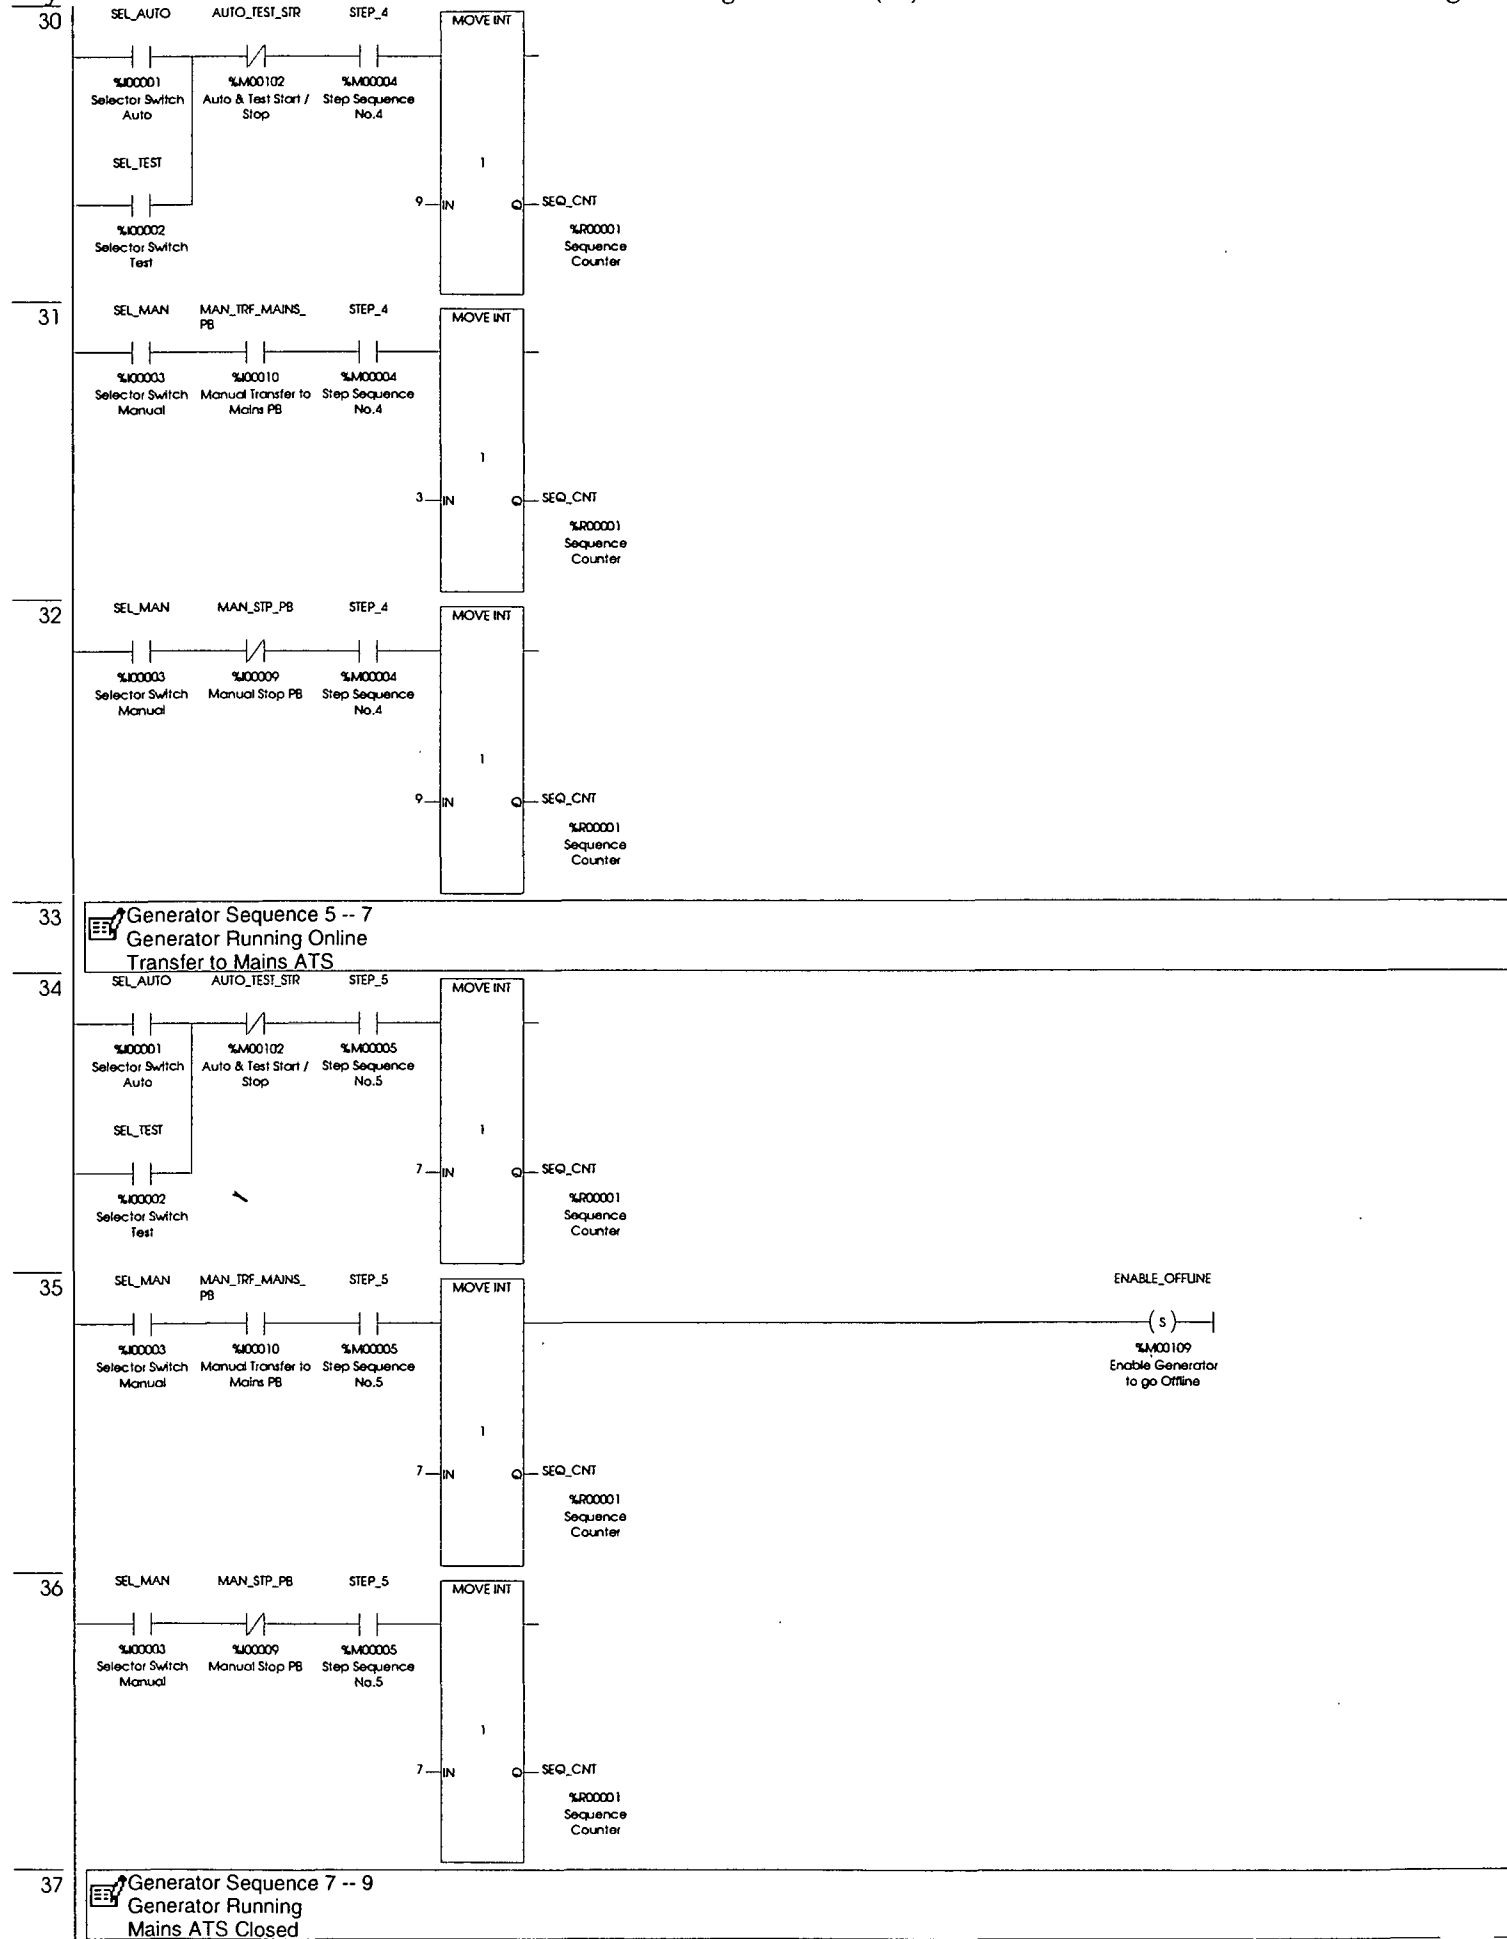 30
SEL_AUTO AUTO_TEST_STR STEP_4
MOVE INT
%I00001 %M00102 %M00004
Selector Switch Auto & Test Start / Step Sequence
Auto Stop No.4
SEL_TEST
1
9 IN Q SEQ_CNT
%I00002 %R00001
Selector Switch Sequence
Test Counter
31
SEL_MAN MAN_TRF_MAINS_ STEP_4
PB
MOVE INT
%I00003 %I00010 %M00004
Selector Switch Manual Transfer to Step Sequence
Manual Mains PB No.4
1
3 IN Q SEQ_CNT
%R00001
Sequence
Counter
32
SEL_MAN MAN_STP_PB STEP_4
MOVE INT
%I00003 %I00009 %M00004
Selector Switch Manual Stop PB Step Sequence
Manual No.4
1
9 IN Q SEQ_CNT
%R00001
Sequence
Counter
33
Generator Sequence 5 -- 7
Generator Running Online
Transfer to Mains ATS
34
SEL_AUTO AUTO_TEST_STR STEP_5
MOVE INT
%I00001 %M00102 %M00005
Selector Switch Auto & Test Start / Step Sequence
Auto Stop No.5
SEL_TEST
1
7 IN Q SEQ_CNT
%I00002 %R00001
Selector Switch Sequence
Test Counter
35
SEL_MAN MAN_TRF_MAINS_ STEP_5
PB
MOVE INT
ENABLE_OFFLINE
S
%I00003 %I00010 %M00005 %M00109
Selector Switch Manual Transfer to Step Sequence Enable Generator
Manual Mains PB No.5 to go Offline
1
7 IN Q SEQ_CNT
%R00001
Sequence
Counter
36
SEL_MAN MAN_STP_PB STEP_5
MOVE INT
%I00003 %I00009 %M00005
Selector Switch Manual Stop PB Step Sequence
Manual No.5
1
7 IN Q SEQ_CNT
%R00001
Sequence
Counter
37
Generator Sequence 7 -- 9
Generator Running
Mains ATS Closed